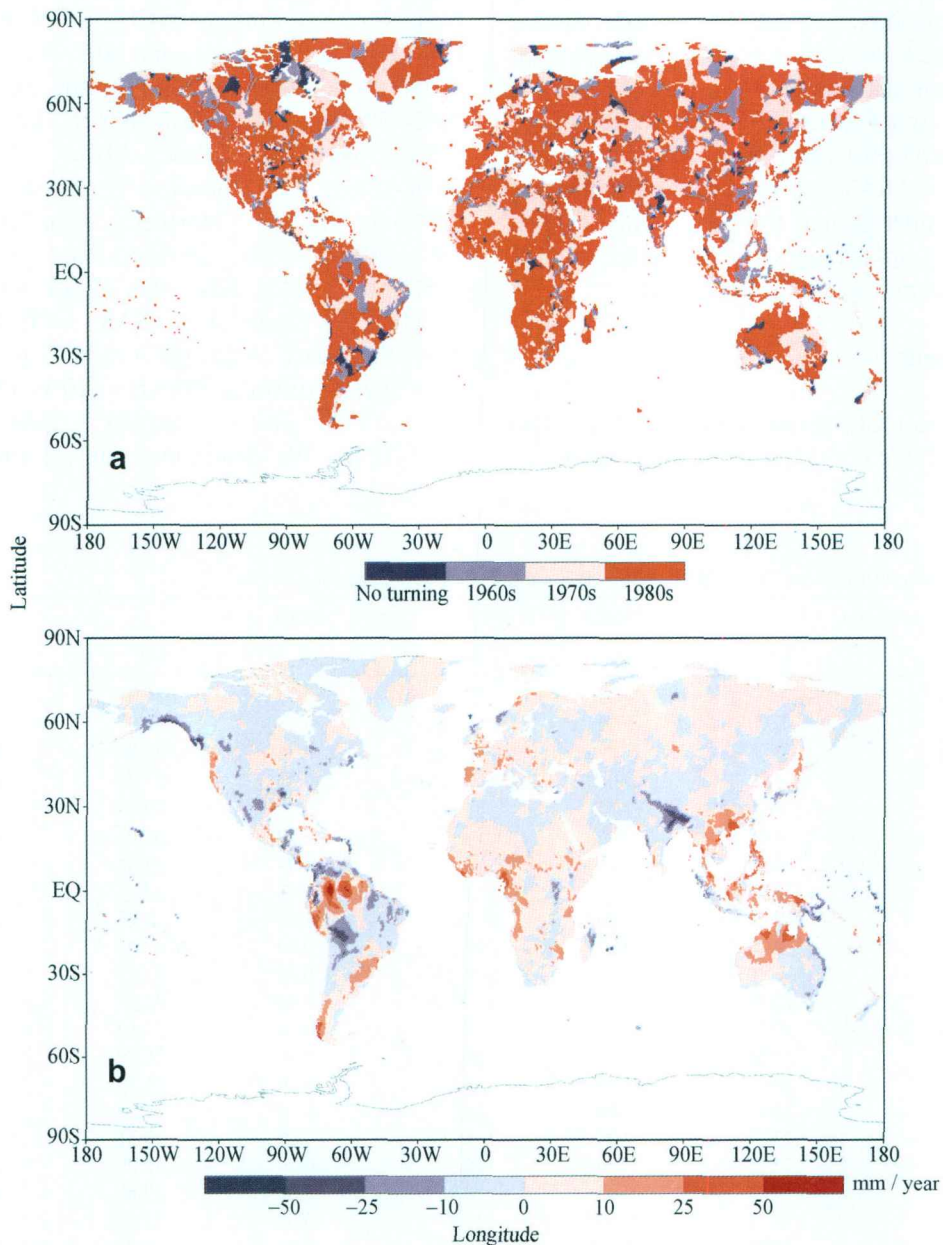 90N
60N
30N
EQ
30S
60S
90S
a
180 150W 120W 90W 60W 30W 0 30E 60E 90E 120E 150E 180
No turning 1960s 1970s 1980s
Latitude
90N
60N
30N
EQ
30S
60S
90S
b
180 150W 120W 90W 60W 30W 0 30E 60E 90E 120E 150E 180
mm / year
−50 −25 −10 0 10 25 50
Longitude